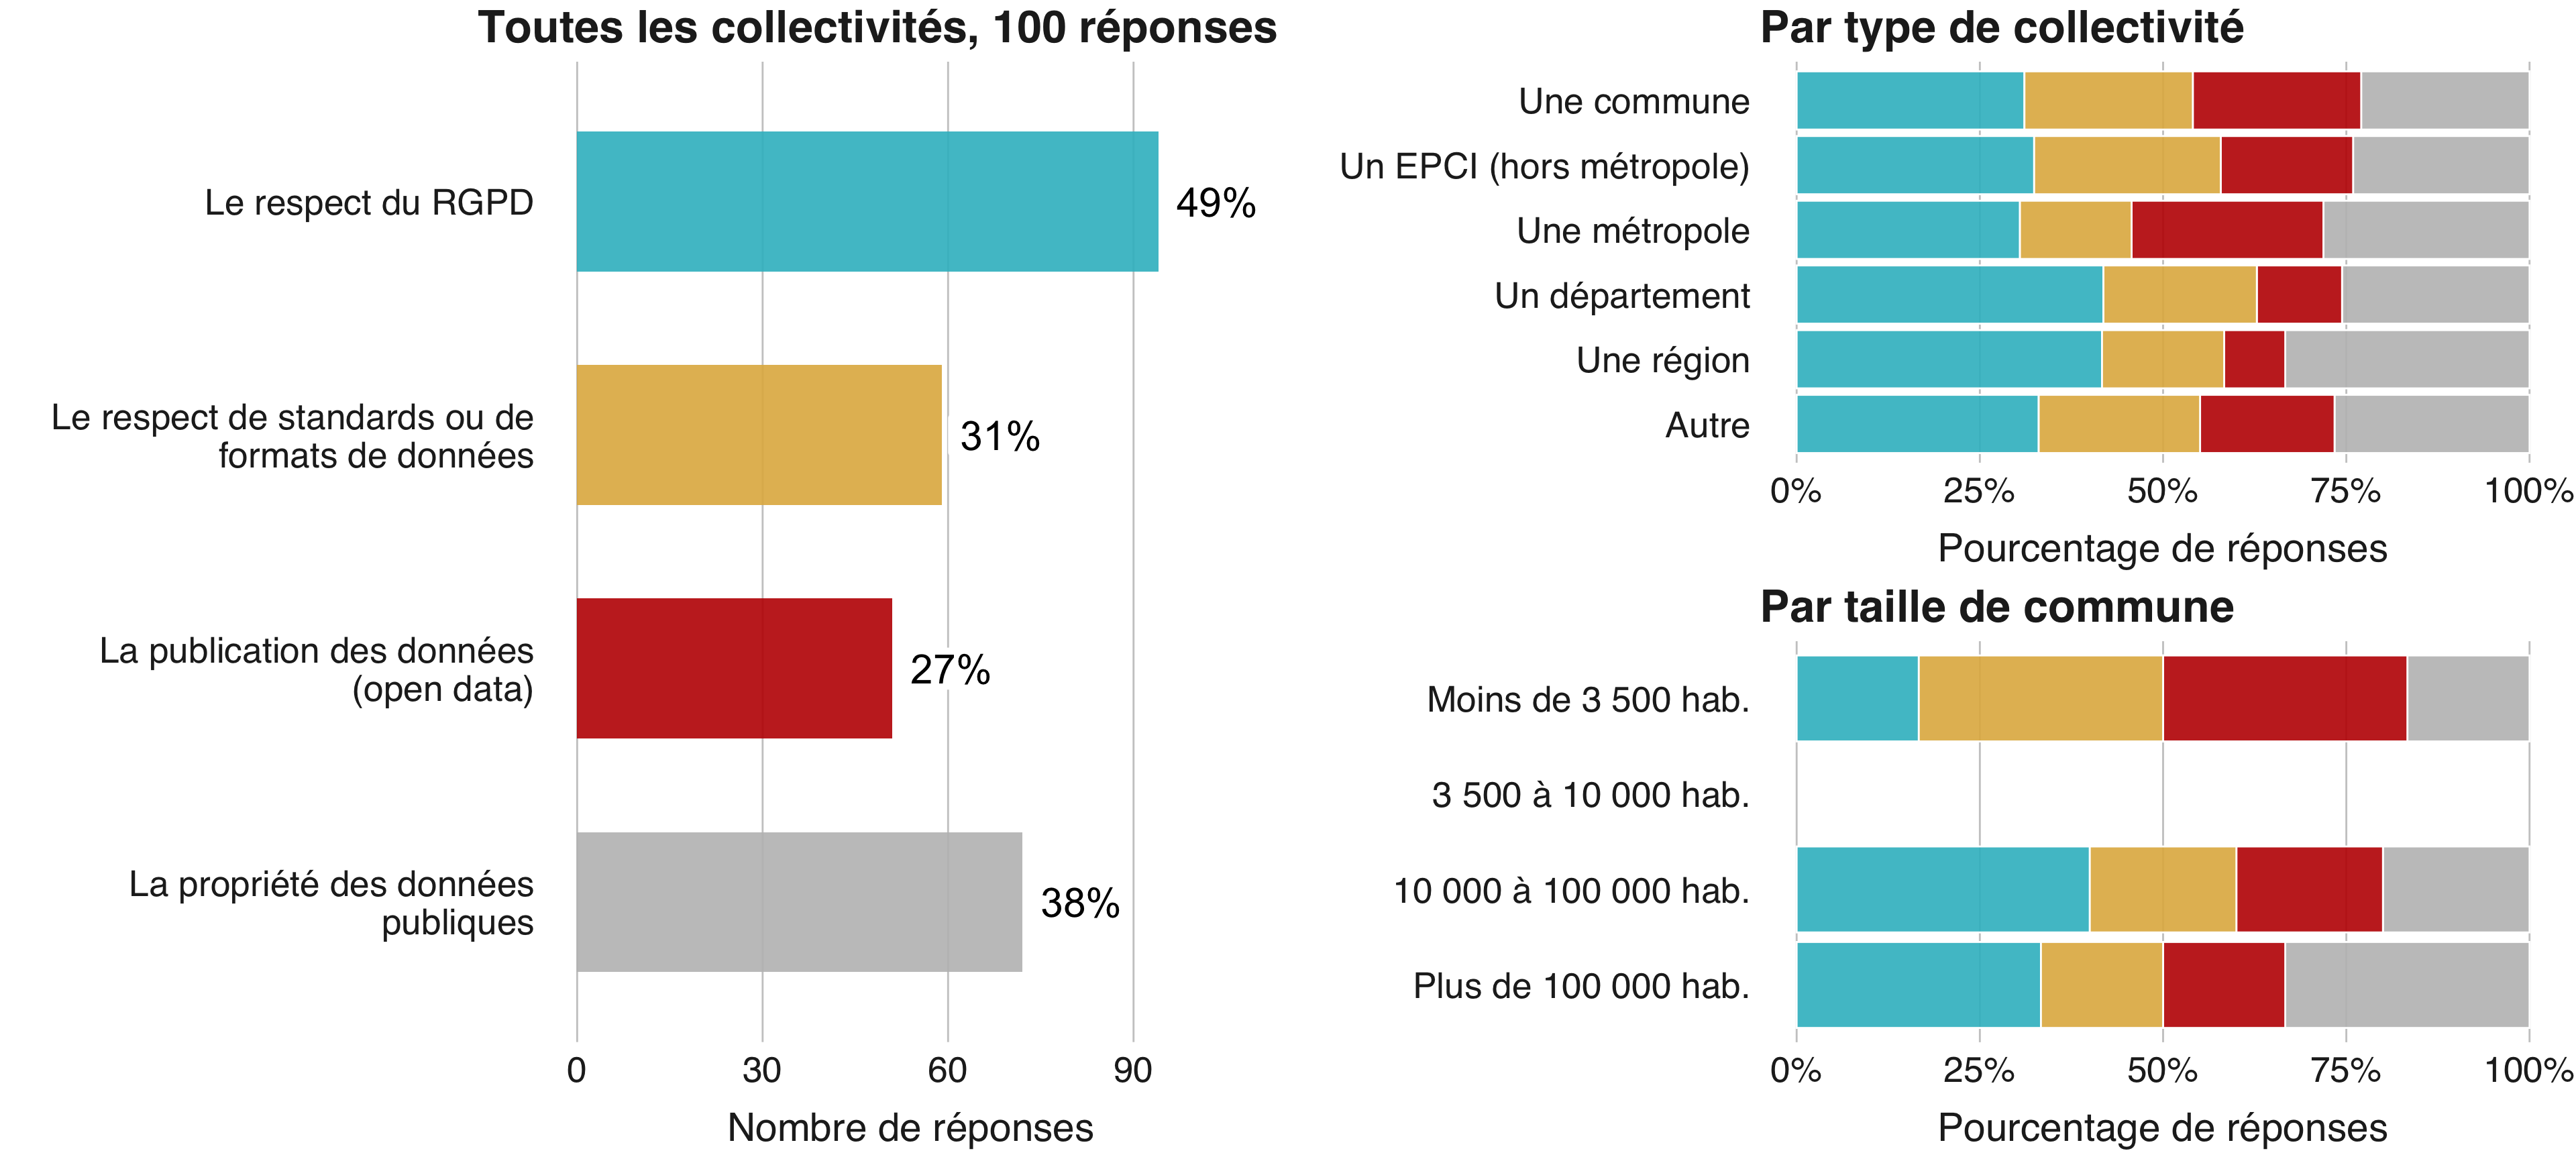 Toutes les collectivités, 100 réponses
Le respect du RGPD
49%
Le respect de standards ou de
formats de données
31%
La publication des données
(open data)
27%
La propriété des données
publiques
38%
0 30 60 90
Nombre de réponses
Par type de collectivité
Une commune
Un EPCI (hors métropole)
Une métropole
Un département
Une région
Autre
0% 25% 50% 75% 100%
Pourcentage de réponses
Par taille de commune
Moins de 3 500 hab.
3 500 à 10 000 hab.
10 000 à 100 000 hab.
Plus de 100 000 hab.
0% 25% 50% 75% 100%
Pourcentage de réponses